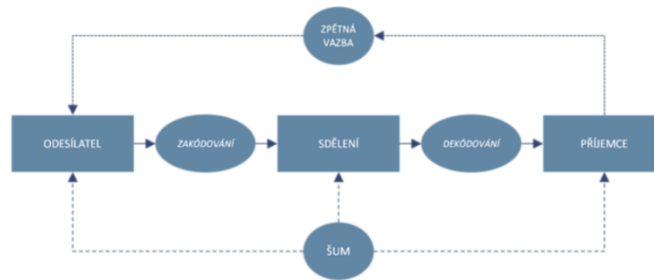 ZPĚTNÁ
VAZBA
ODESÍLATEL
ZAKÓDOVÁNÍ
SDĚLENÍ
DEKÓDOVÁNÍ
PŘÍJEMCE
ŠUM